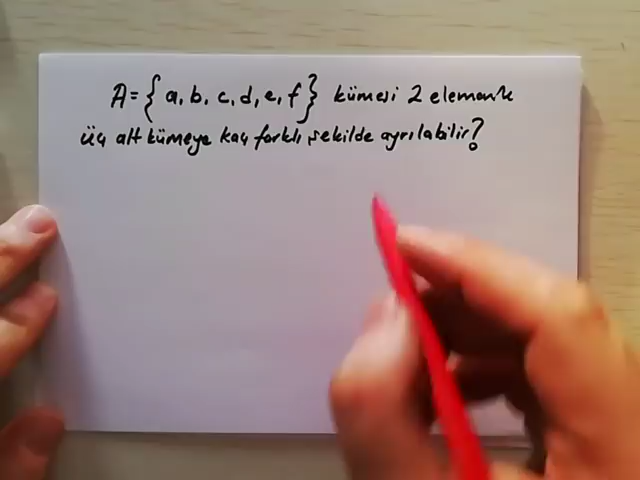 A={a,b,c,d,e,f} kümesi 2 elemanlı
üç alt kümeye kaç farklı şekilde ayrılabilir?